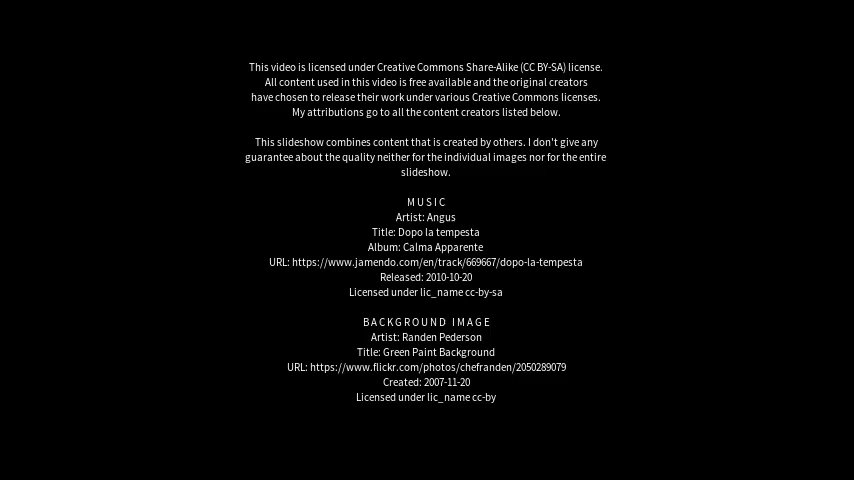 This video is licensed under Creative Commons Share-Alike (CC BY-SA) license.
All content used in this video is free available and the original creators
have chosen to release their work under various Creative Commons licenses.
My attributions go to all the content creators listed below.
This slideshow combines content that is created by others. I don't give any
guarantee about the quality neither for the individual images nor for the entire
slideshow.
MUSIC
Artist: Angus
Title: Dopo la tempesta
Album: Calma Apparente
URL: https://www.jamendo.com/en/track/669667/dopo-la-tempesta
Released: 2010-10-20
Licensed under lic_name cc-by-sa
BACKGROUND IMAGE
Artist: Randen Pederson
Title: Green Paint Background
URL: https://www.flickr.com/photos/chefranden/2050289079
Created: 2007-11-20
Licensed under lic_name cc-by